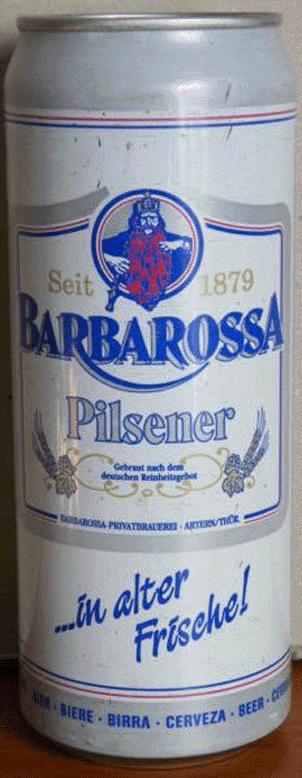 Seit 1879
BARBAROSSA
Pilsener
Gebraut nach dem
deutschen Reinheitsgebot
BARBAROSSA-PRIVATBRAUEREI · ARTERN/THÜR.
...in alter
Frische!
BIER · BIERE · BIRRA · CERVEZA · BEER ·